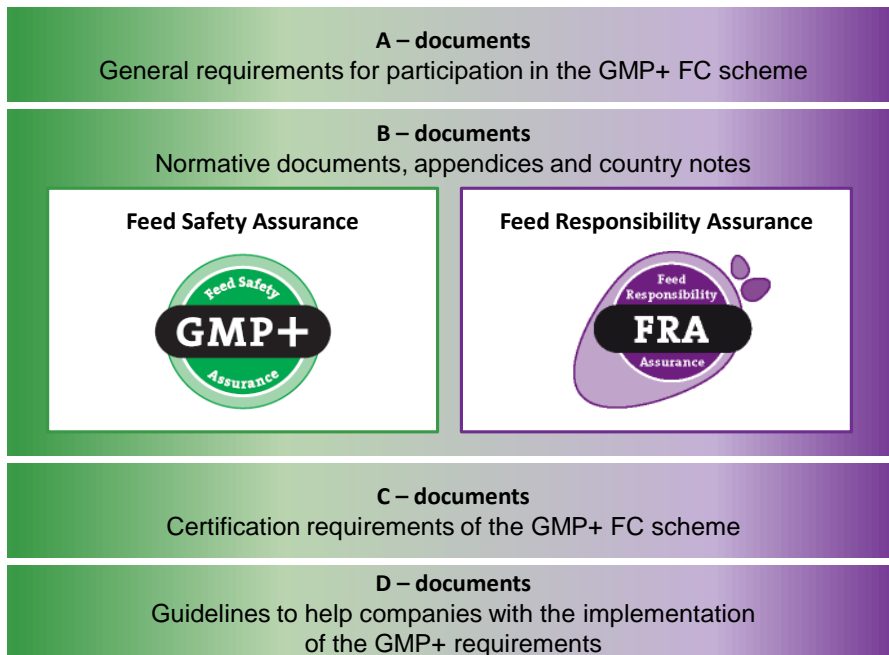 A – documents
General requirements for participation in the GMP+ FC scheme
B – documents
Normative documents, appendices and country notes
Feed Safety Assurance
Feed Safety
GMP+
Assurance
Feed Responsibility Assurance
Feed
Responsibility
FRA
Assurance
C – documents
Certification requirements of the GMP+ FC scheme
D – documents
Guidelines to help companies with the implementation
of the GMP+ requirements